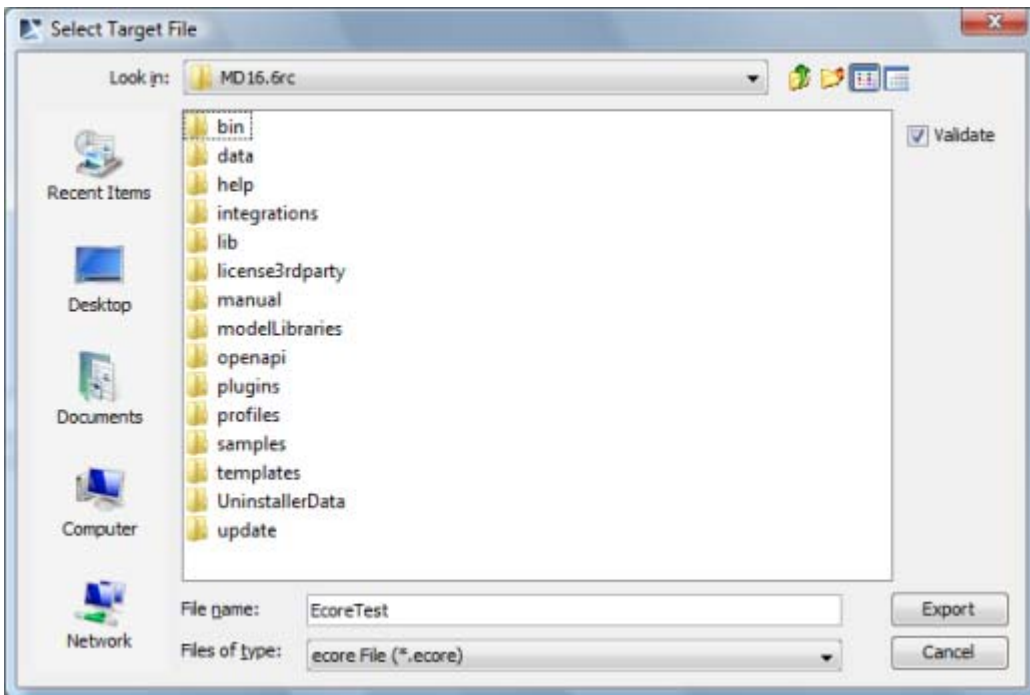 Select Target File
Look in: MD16.6rc
Validate
bin
data
help
integrations
lib
license3rdparty
manual
modelLibraries
openapi
plugins
profiles
samples
templates
UninstallerData
update
Recent Items
Desktop
Documents
Computer
Network
File name: EcoreTest
Export
Files of type: ecore File (*.ecore)
Cancel